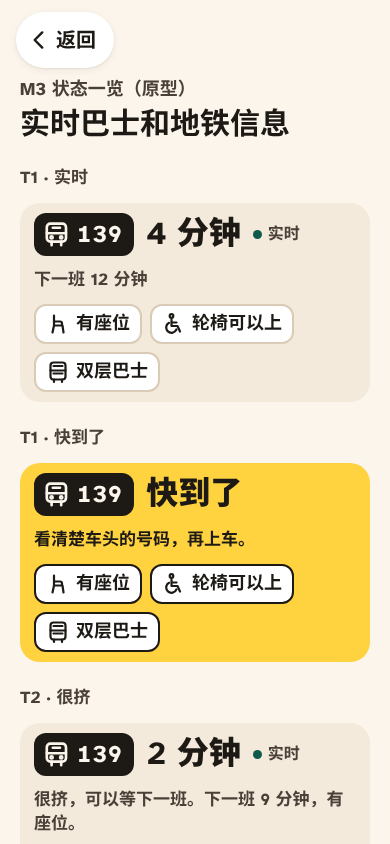 返回
M3 状态一览（原型）
实时巴士和地铁信息
T1 · 实时
139 4 分钟 实时
下一班 12 分钟
有座位 轮椅可以上
双层巴士
T1 · 快到了
139 快到了
看清楚车头的号码，再上车。
有座位 轮椅可以上
双层巴士
T2 · 很挤
139 2 分钟 实时
很挤，可以等下一班。下一班 9 分钟，有
座位。